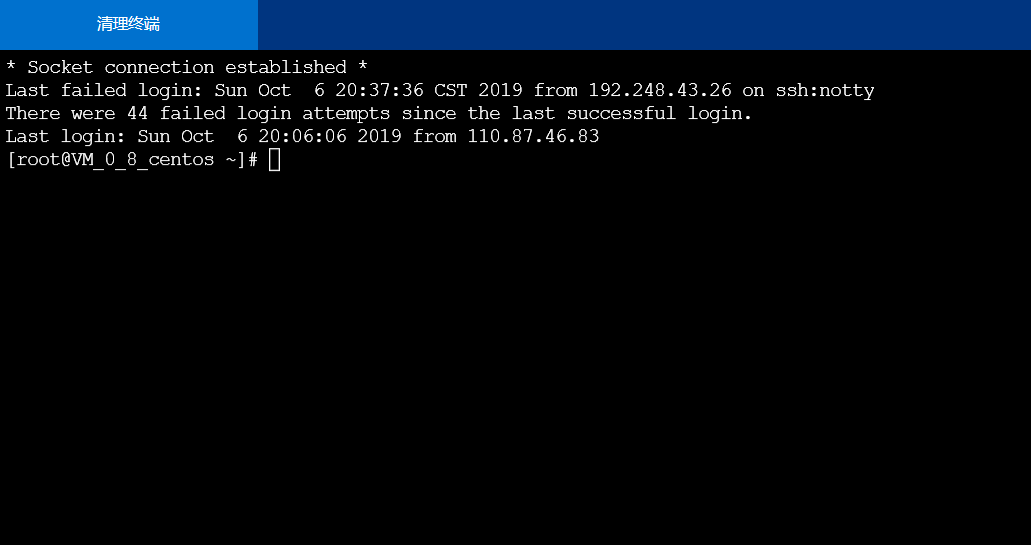 清理终端
* Socket connection established *
Last failed login: Sun Oct  6 20:37:36 CST 2019 from 192.248.43.26 on ssh:notty
There were 44 failed login attempts since the last successful login.
Last login: Sun Oct  6 20:06:06 2019 from 110.87.46.83
[root@VM_0_8_centos ~]#